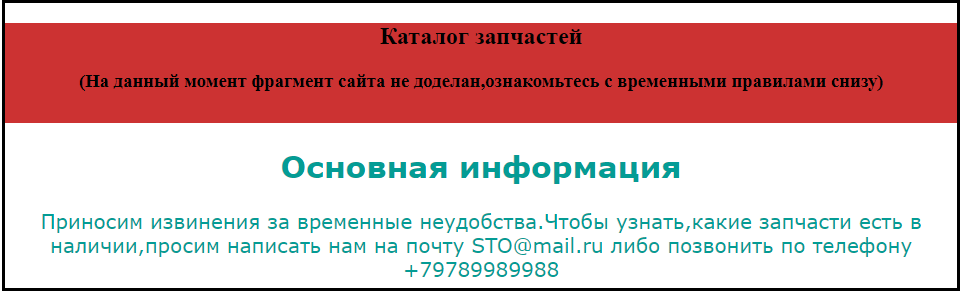 Каталог запчастей
(На данный момент фрагмент сайта не доделан,ознакомьтесь с временными правилами снизу)
Основная информация
Приносим извинения за временные неудобства.Чтобы узнать,какие запчасти есть в
наличии,просим написать нам на почту STO@mail.ru либо позвонить по телефону
+79789989988